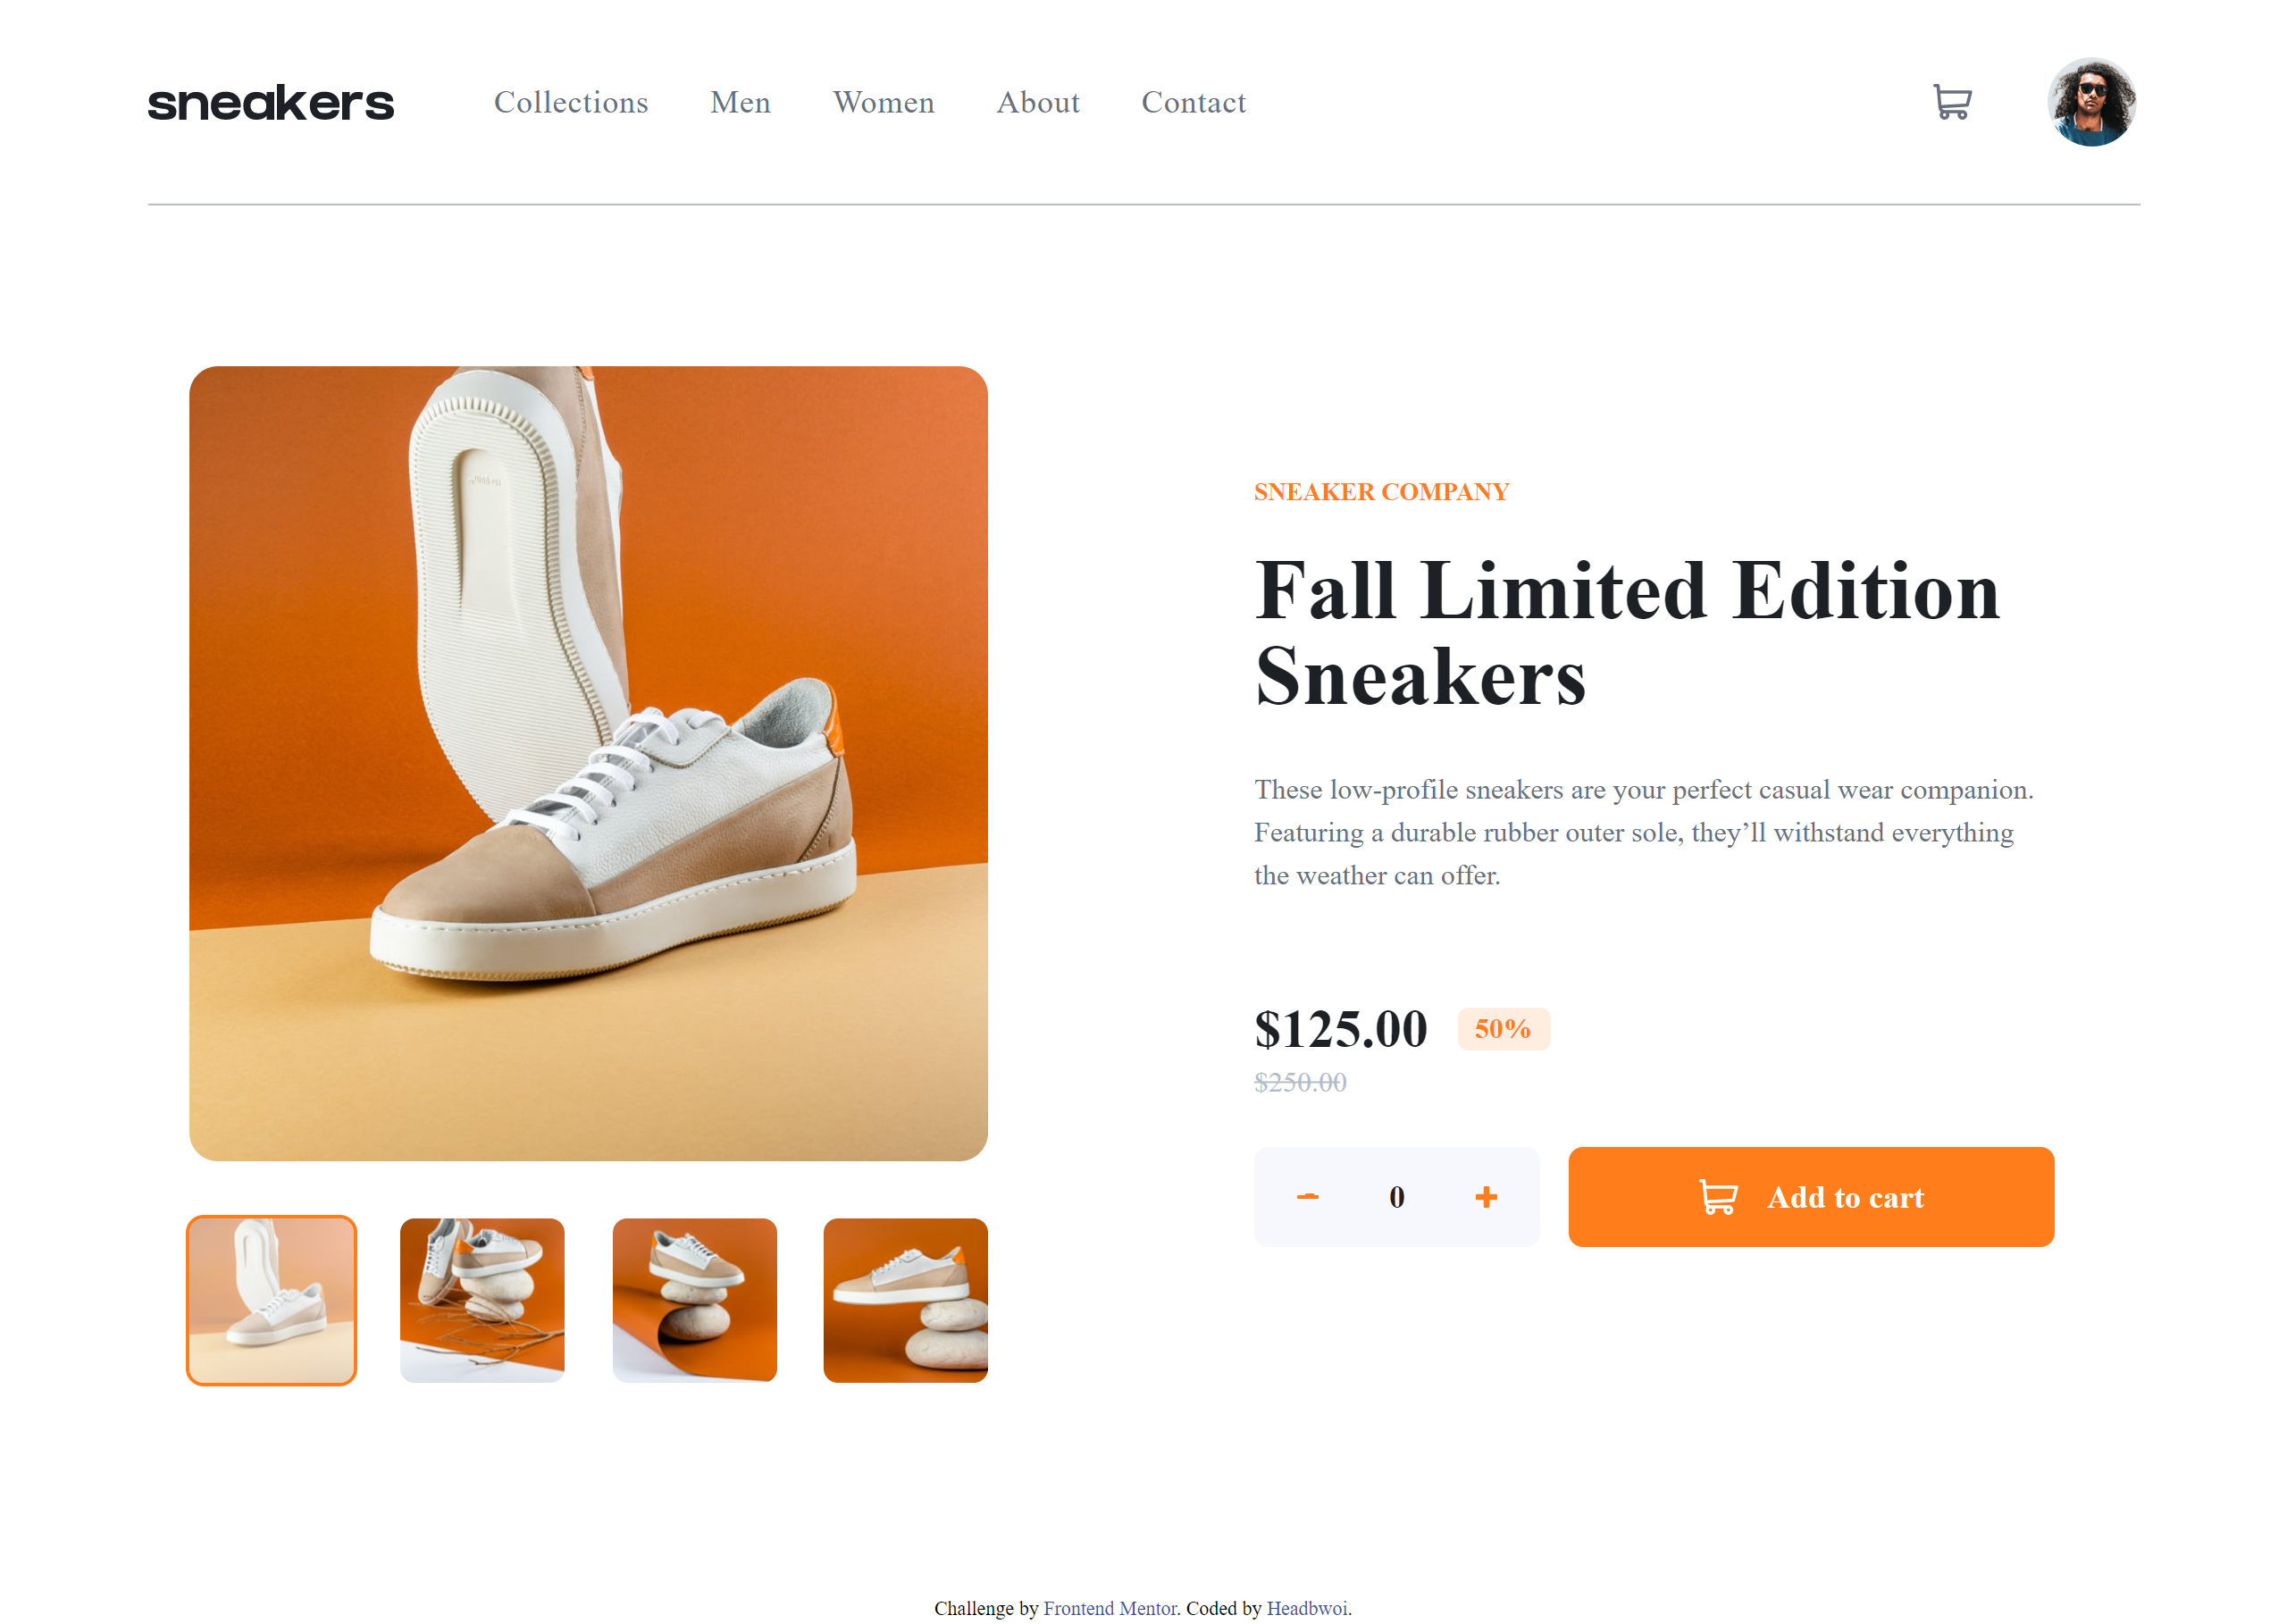 sneakers
Collections Men Women About Contact
SNEAKER COMPANY
Fall Limited Edition
Sneakers
These low-profile sneakers are your perfect casual wear companion.
Featuring a durable rubber outer sole, they’ll withstand everything
the weather can offer.
$125.00 50%
$250.00
0
Add to cart
Challenge by Frontend Mentor. Coded by Headbwoi.